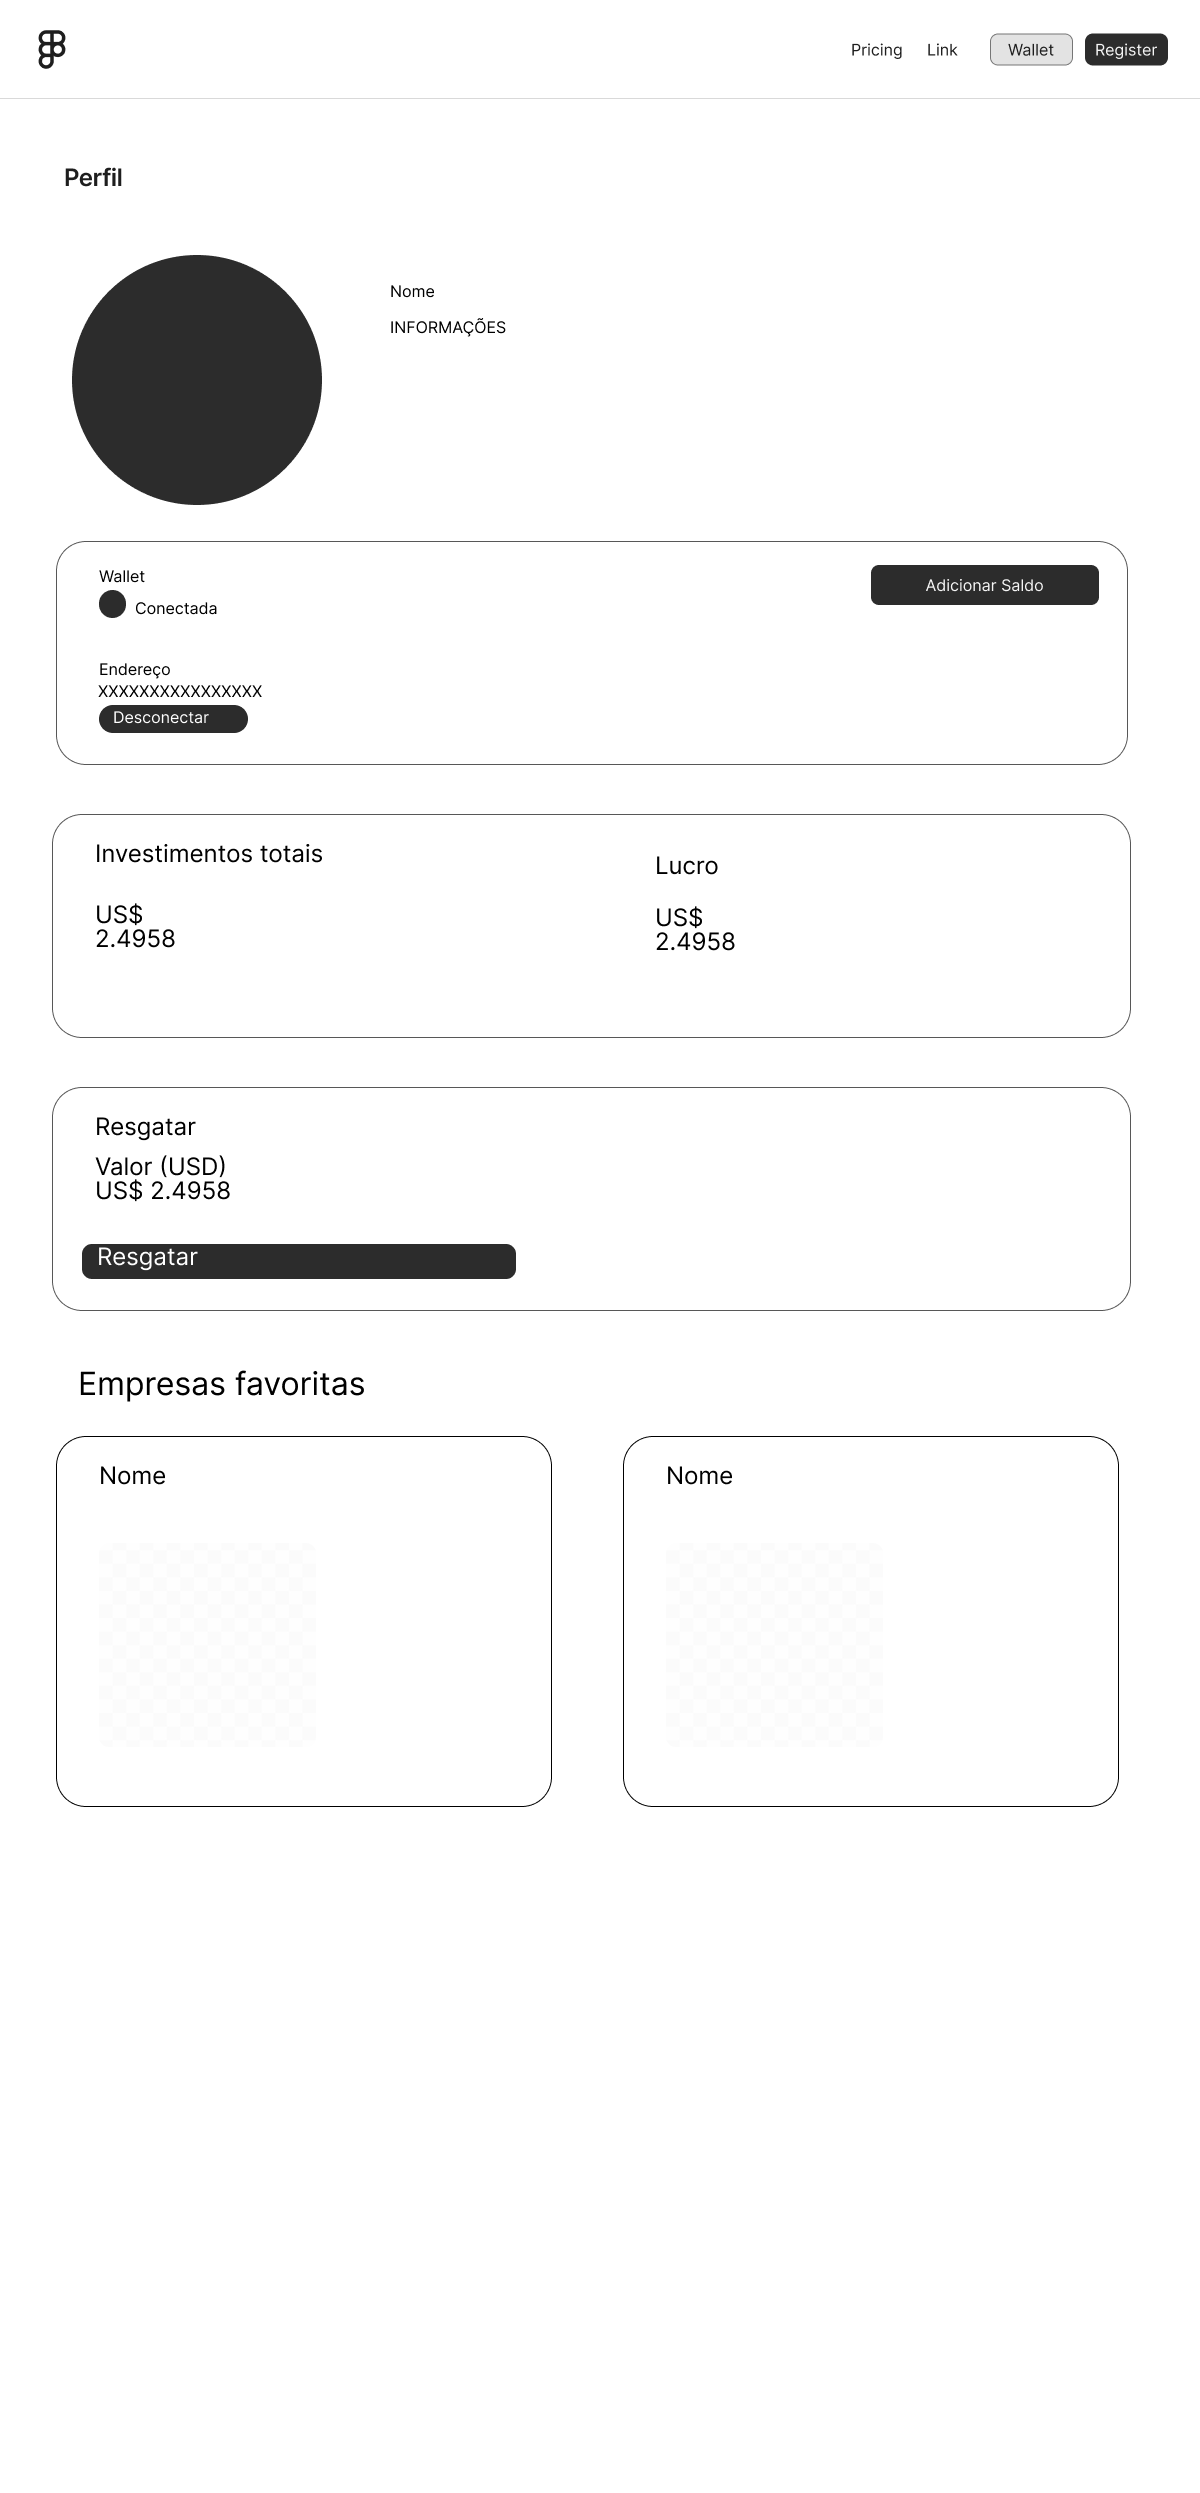 Pricing
Link
Wallet
Register
Perfil
Nome
INFORMAÇÕES
Wallet
Conectada
Adicionar Saldo
Endereço
XXXXXXXXXXXXXXXX
Desconectar
Investimentos totais
US$
2.4958
Lucro
US$
2.4958
Resgatar
Valor (USD)
US$ 2.4958
Resgatar
Empresas favoritas
Nome
Nome